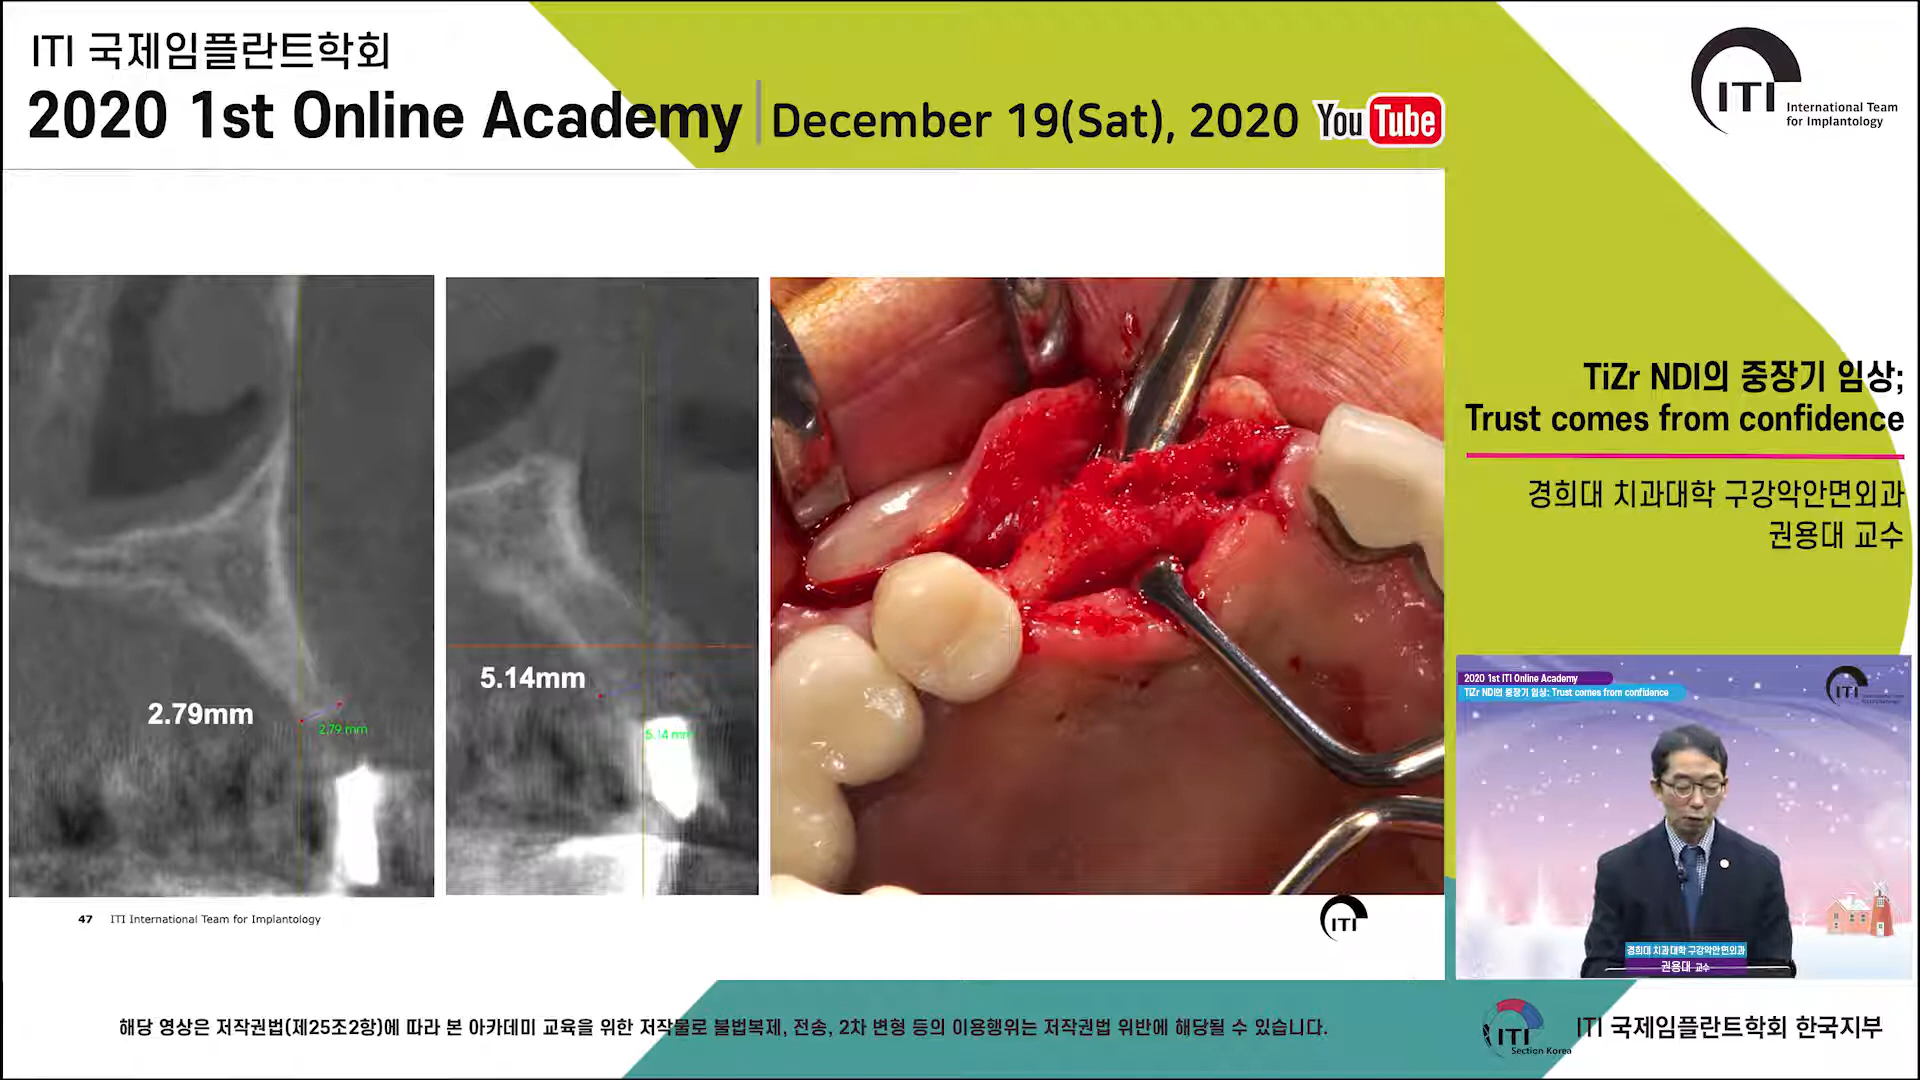 ITI 국제임플란트학회
2020 1st Online Academy
December 19(Sat), 2020
YouTube
ITI
International Team
for Implantology
2.79mm
2.79 mm
5.14mm
5.14 mm
47 ITI International Team for Implantology
ITI
TiZr NDI의 중장기 임상;
Trust comes from confidence
경희대 치과대학 구강악안면외과
권용대 교수
2020 1st ITI Online Academy
TiZr NDI의 중장기 임상: Trust comes from confidence
ITI
경희대 치과대학 구강악안면외과
권용대 교수
해당 영상은 저작권법(제25조2항)에 따라 본 아카데미 교육을 위한 저작물로 불법복제, 전송, 2차 변형 등의 이용행위는 저작권법 위반에 해당될 수 있습니다.
ITI
Section Korea
ITI 국제임플란트학회 한국지부